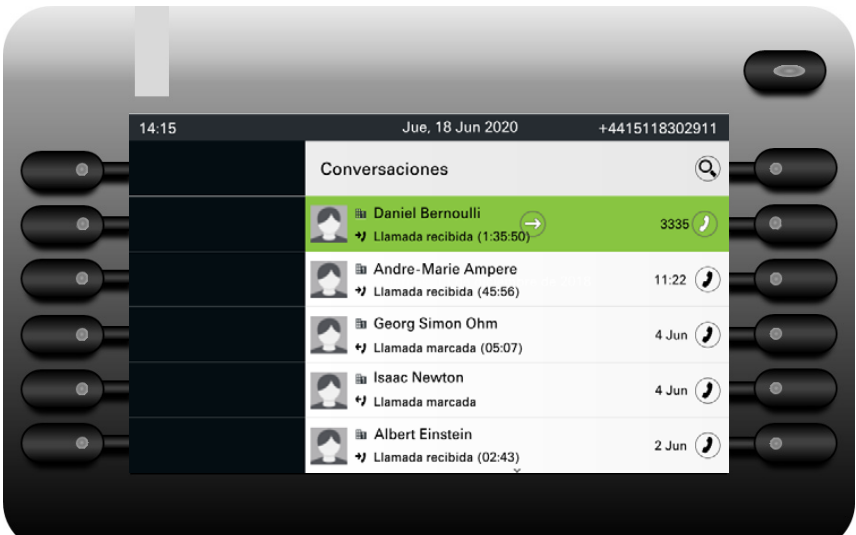 14:15 Jue, 18 Jun 2020 +4415118302911
Conversaciones
Daniel Bernoulli
Llamada recibida (1:35:50) 3335
Andre-Marie Ampere
Llamada recibida (45:56) 11:22
Georg Simon Ohm
Llamada marcada (05:07) 4 Jun
Isaac Newton
Llamada marcada 4 Jun
Albert Einstein
Llamada recibida (02:43) 2 Jun